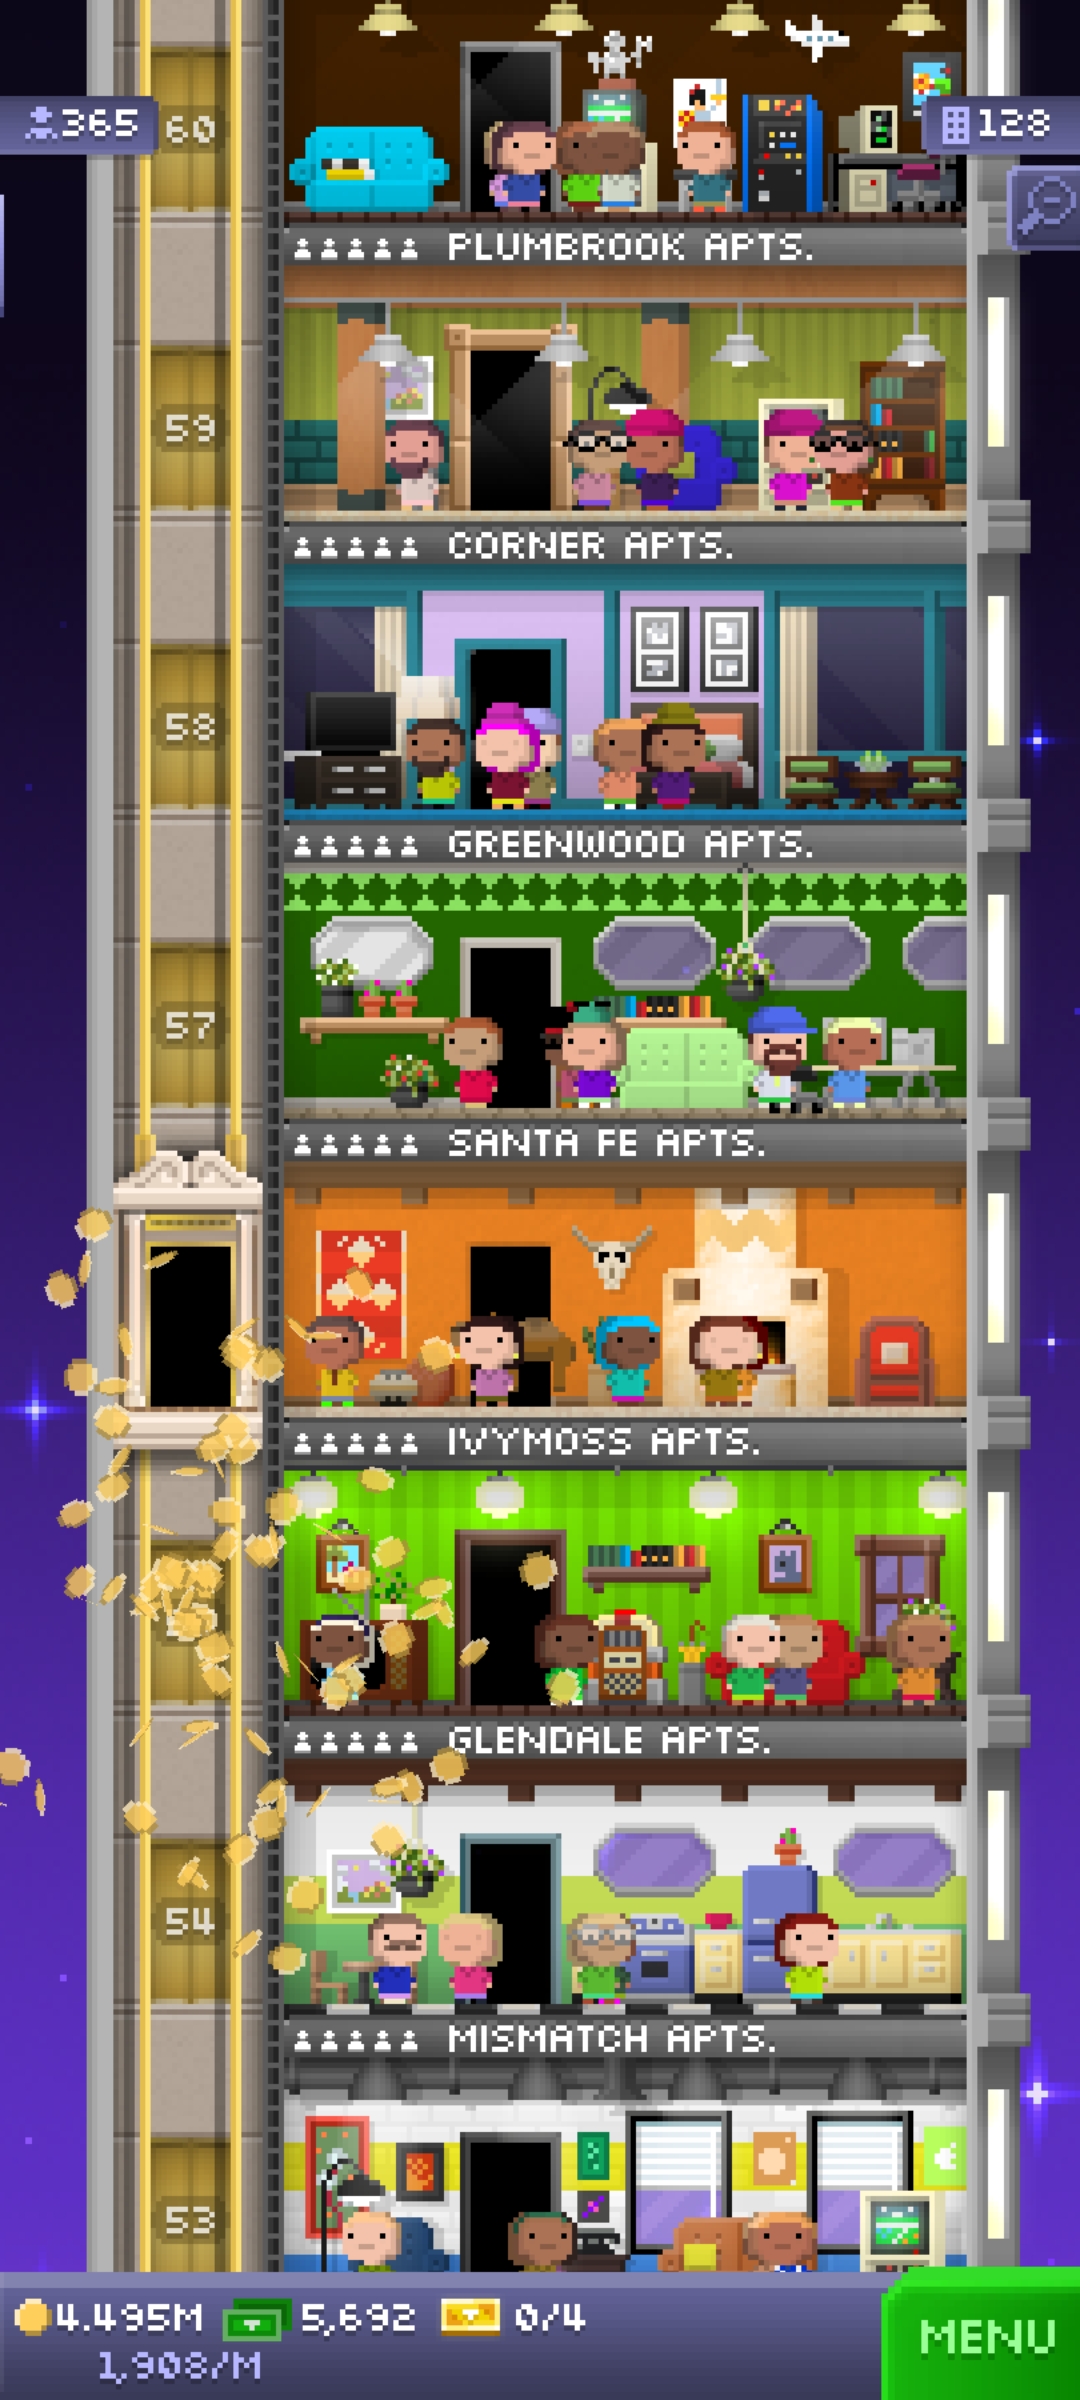 365
60
128
PLUMBROOK APTS.
59
CORNER APTS.
58
GREENWOOD APTS.
57
SANTA FE APTS.
IVYMOSS APTS.
GLENDALE APTS.
54
MISMATCH APTS.
53
4.495M 5,692 0/4
1,908/M
MENU